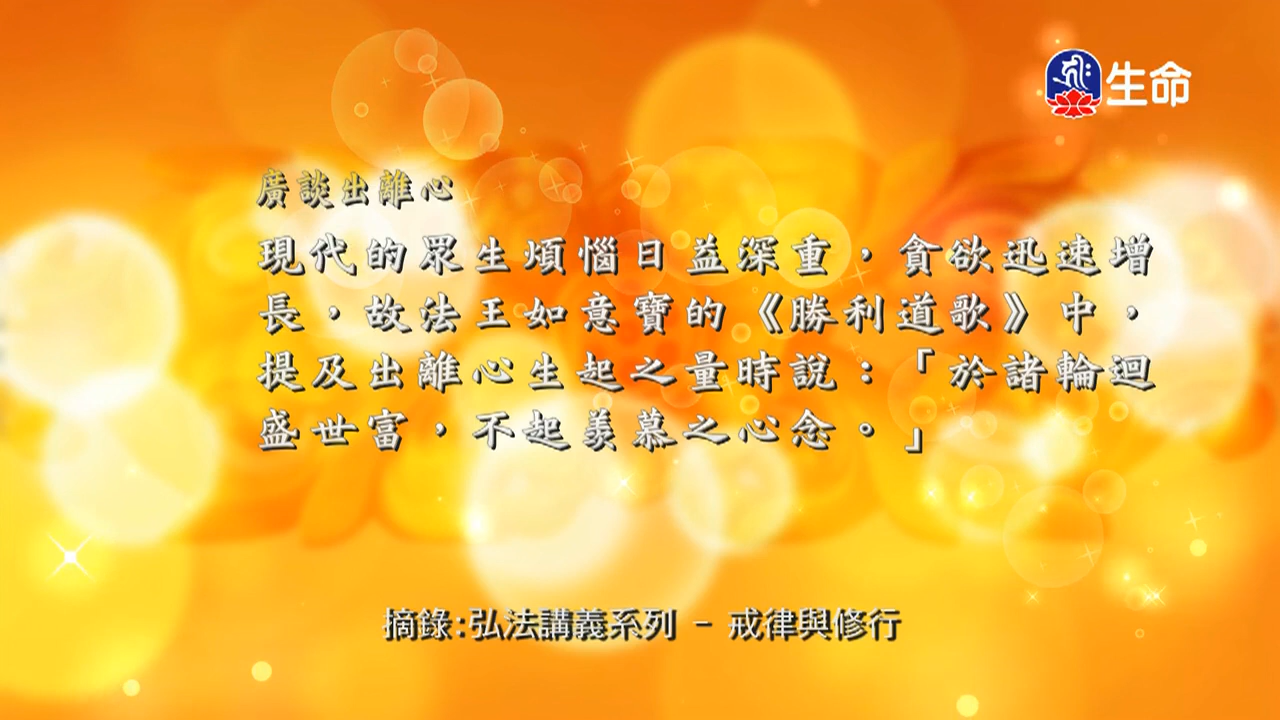 生命
廣談出離心
現代的眾生煩惱日益深重，貪欲迅速增
長，故法王如意寶的《勝利道歌》中，
提及出離心生起之量時說：「於諸輪迴
盛世富，不起羨慕之心念。」
摘錄:弘法講義系列 - 戒律與修行